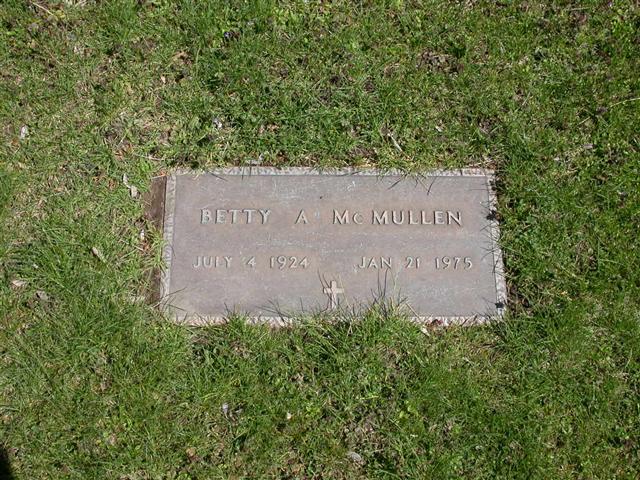 BETTY A McMULLEN
JULY 4 1924 JAN 21 1975